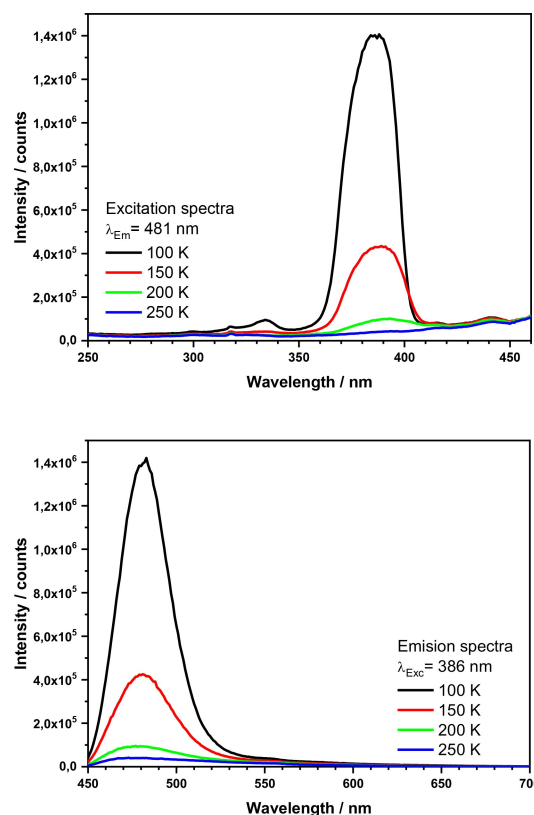 1,4x10⁶
1,2x10⁶
1,0x10⁶
8,0x10⁵
6,0x10⁵
4,0x10⁵
2,0x10⁵
0,0
Intensity / counts
Excitation spectra
λEm= 481 nm
100 K
150 K
200 K
250 K
250 300 350 400 450
Wavelength / nm
1,4x10⁶
1,2x10⁶
1,0x10⁶
8,0x10⁵
6,0x10⁵
4,0x10⁵
2,0x10⁵
0,0
Intensity / counts
Emision spectra
λExc= 386 nm
100 K
150 K
200 K
250 K
450 500 550 600 650 70
Wavelength / nm